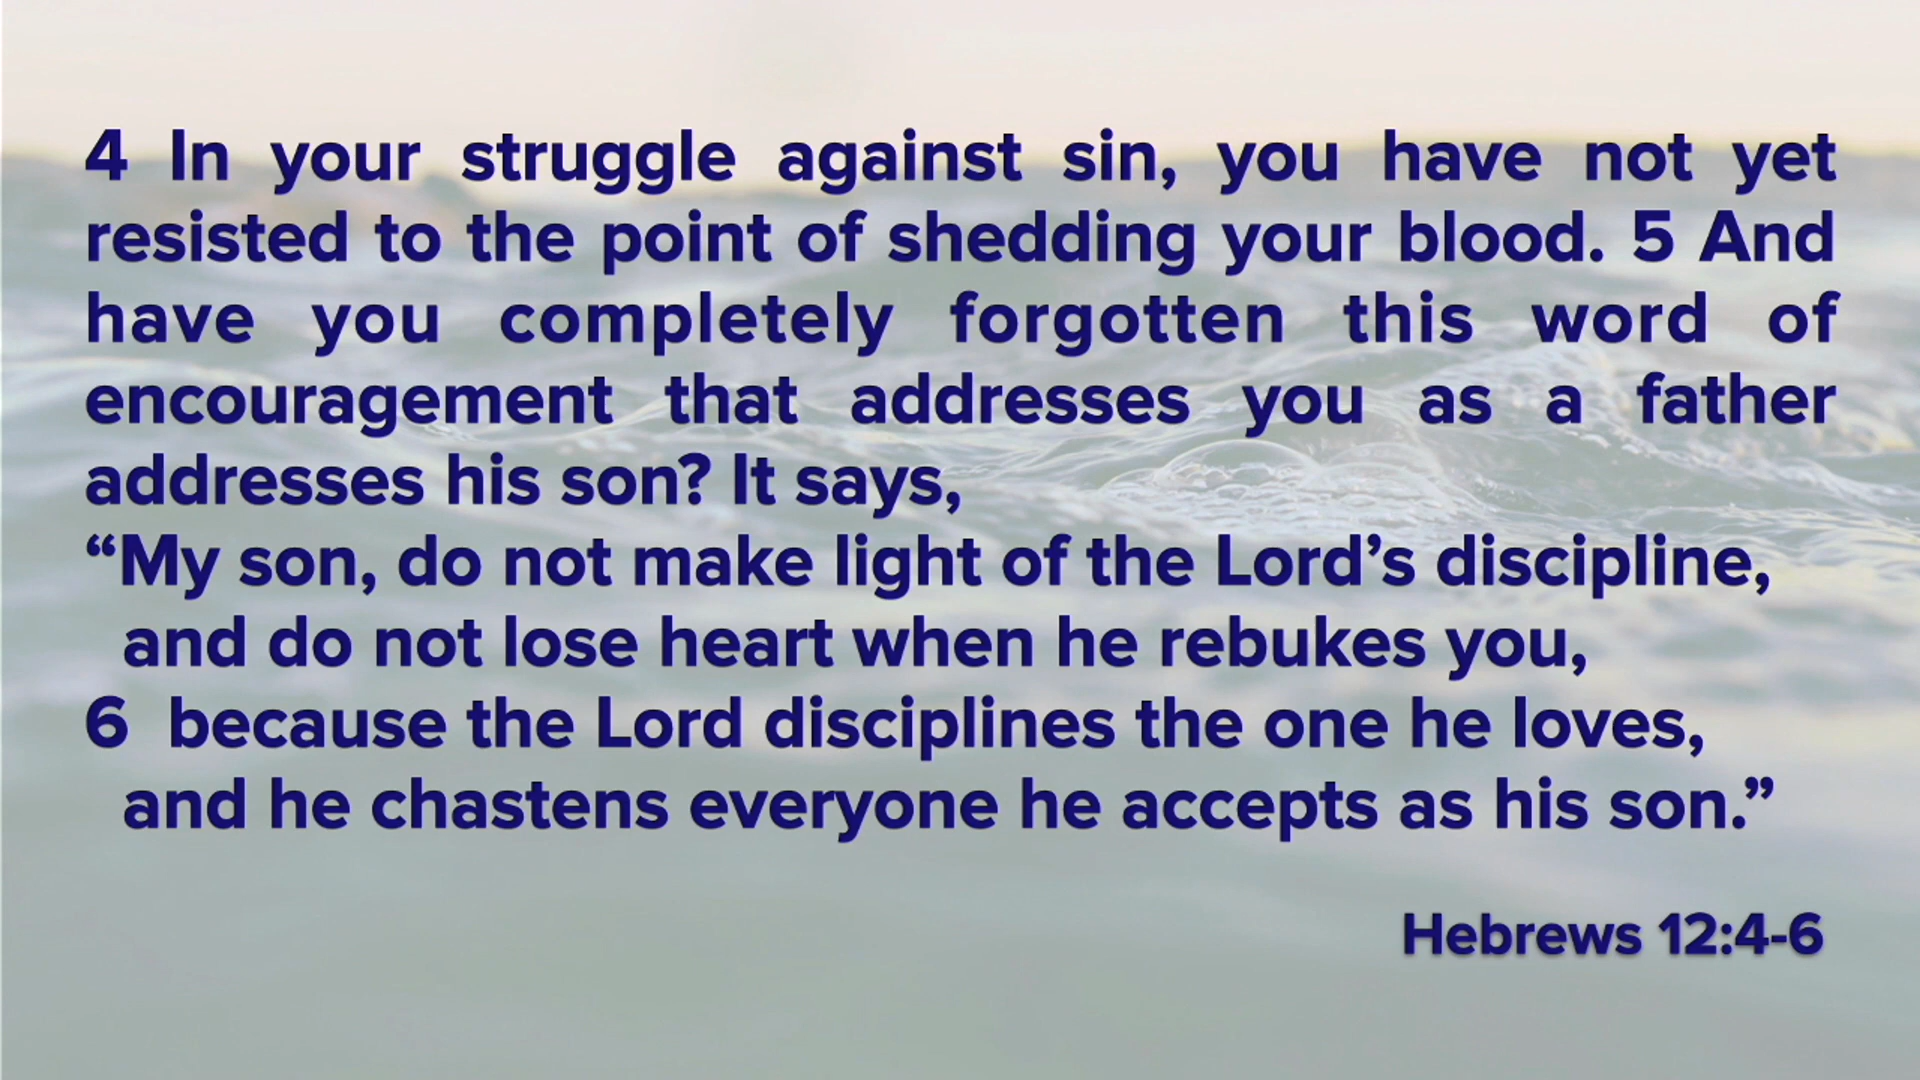 4 In your struggle against sin, you have not yet
resisted to the point of shedding your blood. 5 And
have you completely forgotten this word of
encouragement that addresses you as a father
addresses his son? It says,
“My son, do not make light of the Lord’s discipline,
and do not lose heart when he rebukes you,
6 because the Lord disciplines the one he loves,
and he chastens everyone he accepts as his son.”
Hebrews 12:4-6